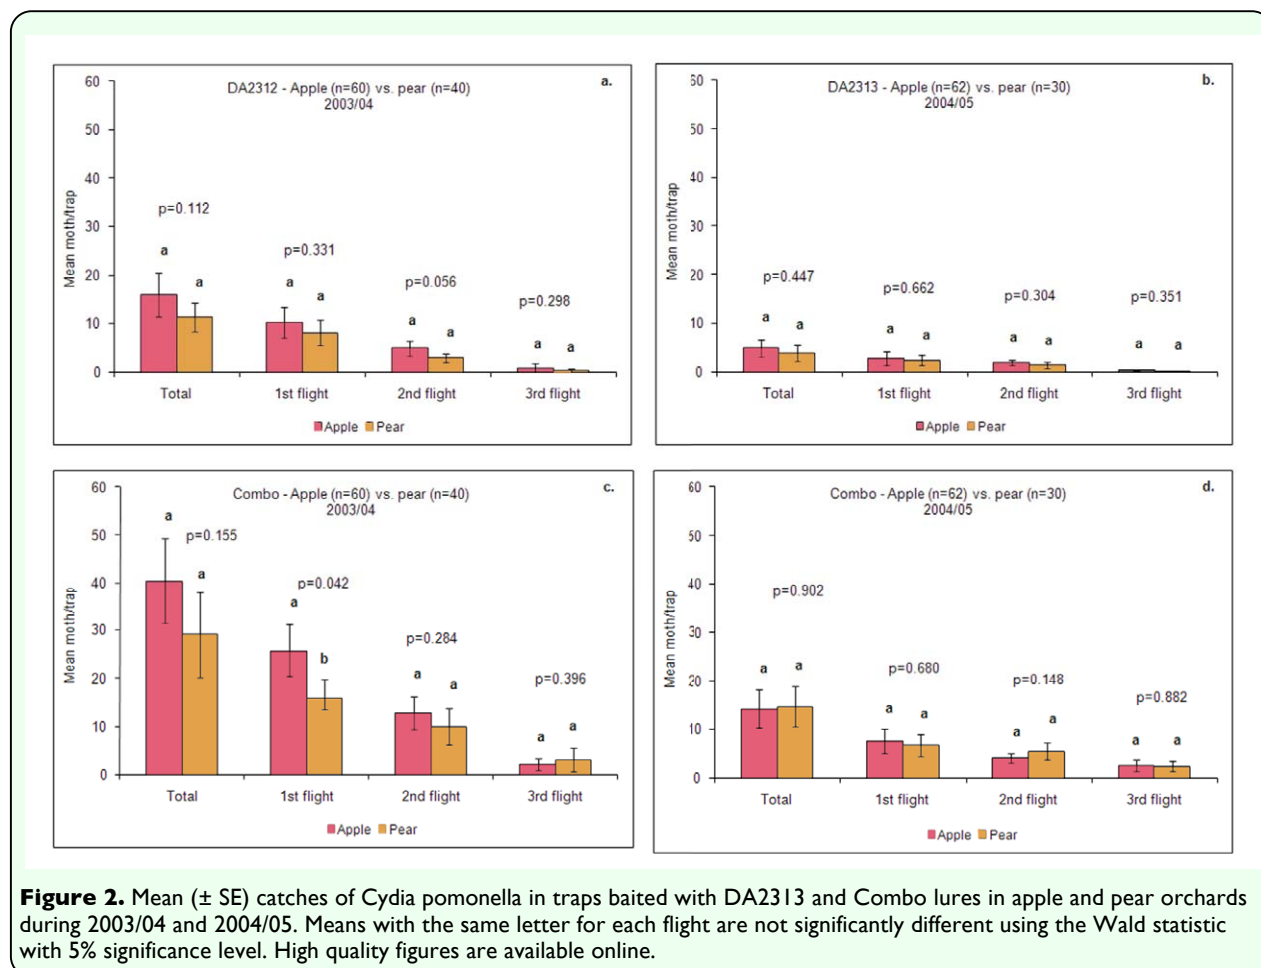 DA2312 - Apple (n=60) vs. pear (n=40)
2003/04
a.
60
50
40
30
20
10
0
Mean moth/trap
p=0.112
p=0.331
p=0.056
p=0.298
a
a
a
a
a
a
a
a
Total
1st flight
2nd flight
3rd flight
Apple
Pear
DA2313 - Apple (n=62) vs. pear (n=30)
2004/05
b.
60
50
40
30
20
10
0
Mean moth/trap
p=0.447
p=0.662
p=0.304
p=0.351
a
a
a
a
a
a
a
a
Total
1st flight
2nd flight
3rd flight
Apple
Pear
Combo - Apple (n=60) vs. pear (n=40)
2003/04
c.
60
50
40
30
20
10
0
Mean moth/trap
p=0.155
p=0.042
p=0.284
p=0.396
a
a
a
b
a
a
a
a
Total
1st flight
2nd flight
3rd flight
Apple
Pear
Combo - Apple (n=62) vs. pear (n=30)
2004/05
d.
60
50
40
30
20
10
0
Mean moth/trap
p=0.902
p=0.680
p=0.148
p=0.882
a
a
a
a
a
a
a
a
Total
1st flight
2nd flight
3rd flight
Apple
Pear
Figure 2. Mean (± SE) catches of Cydia pomonella in traps baited with DA2313 and Combo lures in apple and pear orchards
during 2003/04 and 2004/05. Means with the same letter for each flight are not significantly different using the Wald statistic
with 5% significance level. High quality figures are available online.